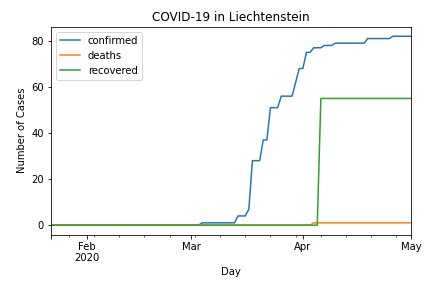 COVID-19 in Liechtenstein
confirmed
deaths
recovered
Number of Cases
80
60
40
20
0
Feb
2020
Mar
Apr
May
Day